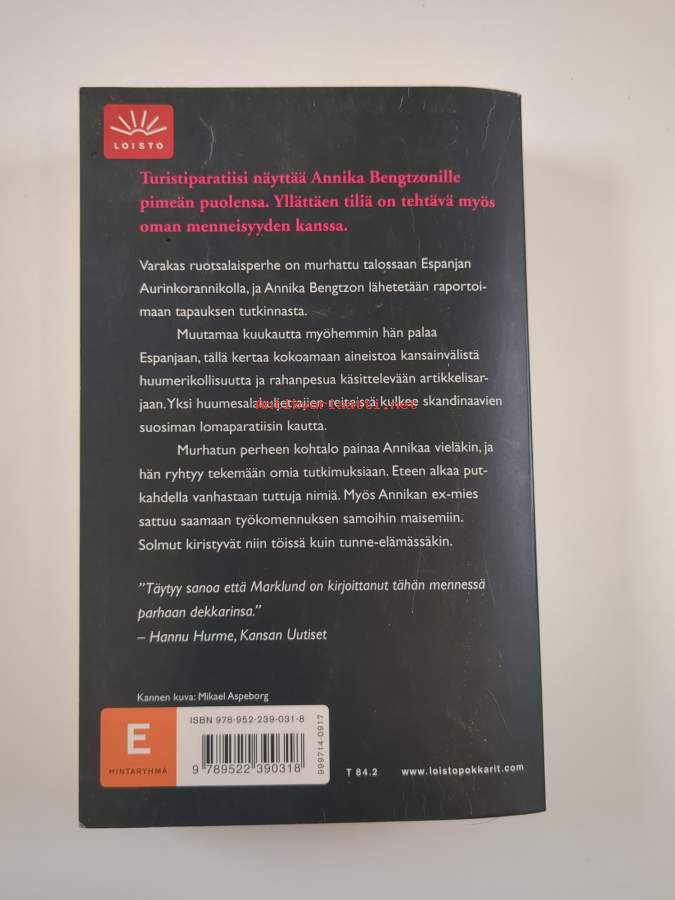 LOISTO
Turistiparatiisi näyttää Annika Bengtzonille
pimeän puolensa. Yllättäen tiliä on tehtävä myös
oman menneisyyden kanssa.
Varakas ruotsalaisperhe on murhattu talossaan Espanjan
Aurinkorannikolla, ja Annika Bengtzon lähetetään raportoi-
maan tapauksen tutkinnasta.
Muutamaa kuukautta myöhemmin hän palaa
Espanjaan, tällä kertaa kokoamaan aineistoa kansainvälistä
huumerikollisuutta ja rahanpesua käsittelevään artikkelisar-
jaan. Yksi huumesalakuljettajien reiteistä kulkee skandinaavien
Antikvariaatti.net
suosiman lomaparatiisin kautta.
Murhatun perheen kohtalo painaa Annikaa vieläkin, ja
hän ryhtyy tekemään omia tutkimuksiaan. Eteen alkaa put-
kahdella vanhastaan tuttuja nimiä. Myös Annikan ex-mies
sattuu saamaan työkomennuksen samoihin maisemiin.
Solmut kiristyvät niin töissä kuin tunne-elämässäkin.
"Täytyy sanoa että Marklund on kirjoittanut tähän mennessä
parhaan dekkarinsa."
– Hannu Hurme, Kansan Uutiset
Kannen kuva: Mikael Aspeborg
E
HINTARYHMÄ
ISBN 978-952-239-031-8
9 789522 390318
999714-0917
T 84.2
www.loistopokkarit.com